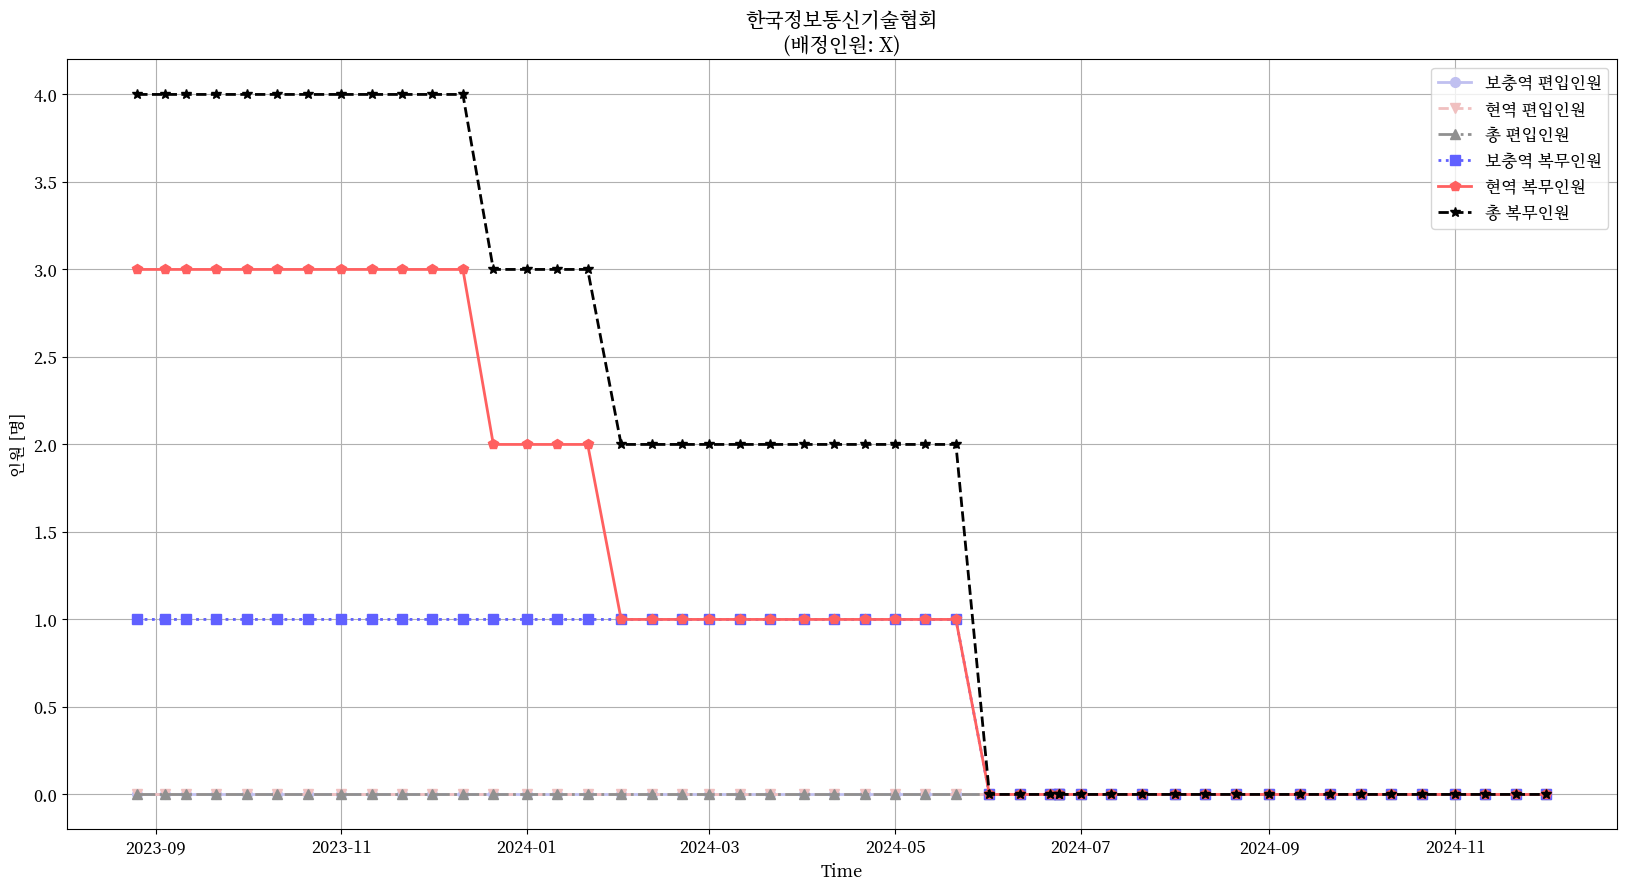 한국정보통신기술협회
(배정인원: X)
보충역 편입인원
현역 편입인원
총 편입인원
보충역 복무인원
현역 복무인원
총 복무인원
인원 [명]
4.0
3.5
3.0
2.5
2.0
1.5
1.0
0.5
0.0
2023-09
2023-11
2024-01
2024-03
2024-05
2024-07
2024-09
2024-11
Time